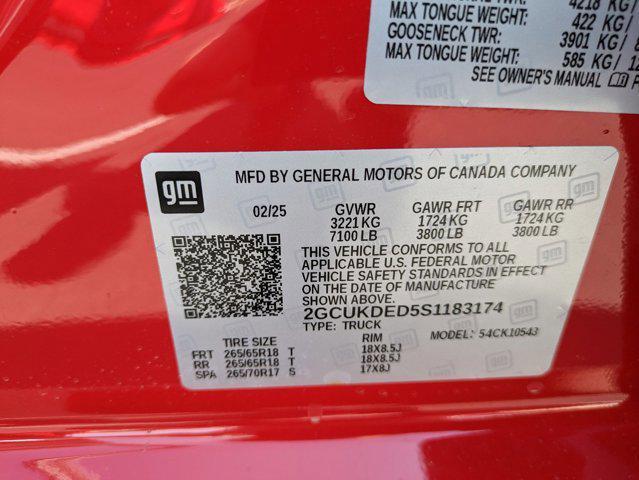 4218 KG
MAX TONGUE WEIGHT: 422 KG
GOOSENECK TWR: 3901 KG/
MAX TONGUE WEIGHT: 585 KG/ 12
SEE OWNER'S MANUAL
gm
MFD BY GENERAL MOTORS OF CANADA COMPANY
02/25 GVWR GAWR FRT GAWR RR
3221 KG 1724 KG 1724 KG
7100 LB 3800 LB 3800 LB
THIS VEHICLE CONFORMS TO ALL
APPLICABLE U.S. FEDERAL MOTOR
VEHICLE SAFETY STANDARDS IN EFFECT
ON THE DATE OF MANUFACTURE
SHOWN ABOVE.
2GCUKDED5S1183174
TYPE: TRUCK MODEL: 54CK10543
TIRE SIZE RIM
FRT 265/65R18 T 18X8.5J
RR 265/65R18 T 18X8.5J
SPA 265/70R17 S 17X8J